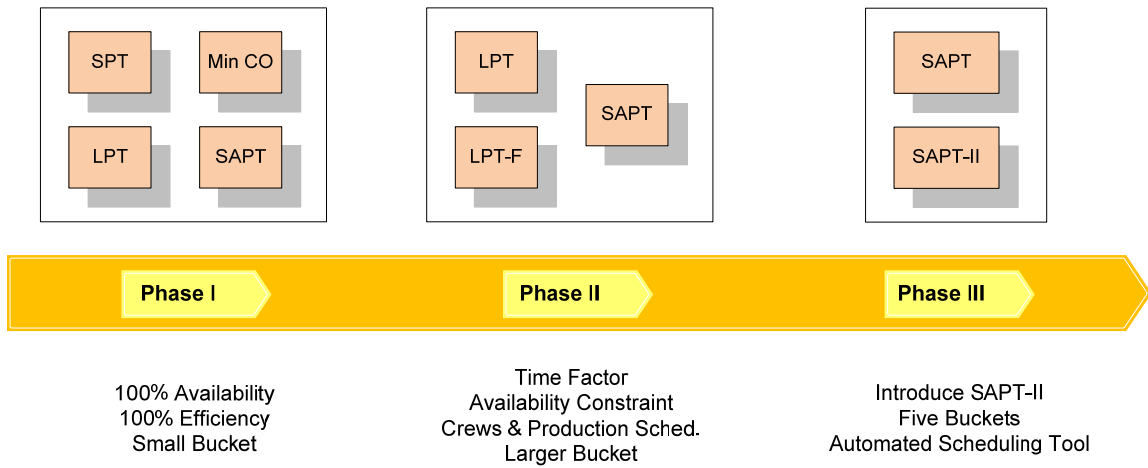 SPT
Min CO
LPT
SAPT
LPT
SAPT
LPT-F
SAPT
SAPT-II
Phase I
Phase II
Phase III
100% Availability
100% Efficiency
Small Bucket
Time Factor
Availability Constraint
Crews & Production Sched.
Larger Bucket
Introduce SAPT-II
Five Buckets
Automated Scheduling Tool